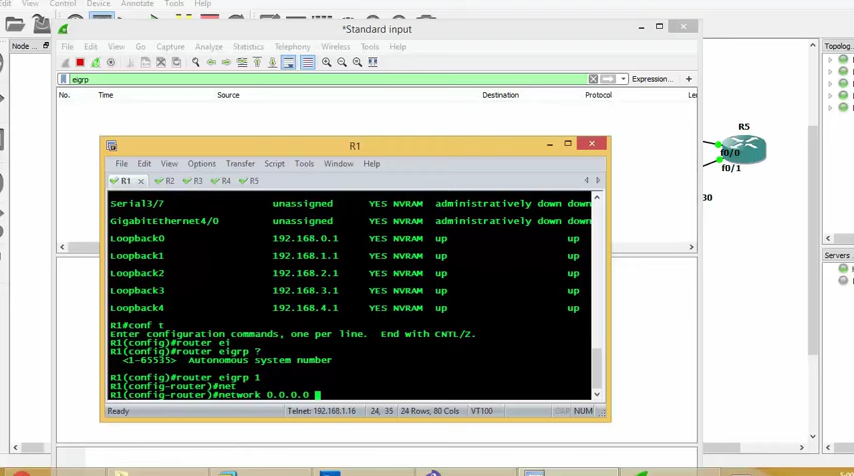 View Control Device Annotate Tools Help
*Standard input
Node ...
Topolog...
File Edit View Go Capture Analyze Statistics Telephony Wireless Tools Help
eigrp
Expression...
+
No. Time Source Destination Protocol
R5
f0/0
f0/1
30
R1
File Edit View Options Transfer Script Tools Window Help
R1 R2 R3 R4 R5
Serial3/7 unassigned YES NVRAM administratively down down
GigabitEthernet4/0 unassigned YES NVRAM administratively down down
Loopback0 192.168.0.1 YES NVRAM up up
Loopback1 192.168.1.1 YES NVRAM up up
Loopback2 192.168.2.1 YES NVRAM up up
Loopback3 192.168.3.1 YES NVRAM up up
Loopback4 192.168.4.1 YES NVRAM up up
R1#conf t
Enter configuration commands, one per line. End with CNTL/Z.
R1(config)#router ei
R1(config)#router eigrp ?
<1-65535> Autonomous system number
R1(config)#router eigrp 1
R1(config-router)#net
R1(config-router)#network 0.0.0.0
Servers
Ready Telnet: 192.168.1.16 24, 35 24 Rows, 80 Cols VT100 CAP NUM